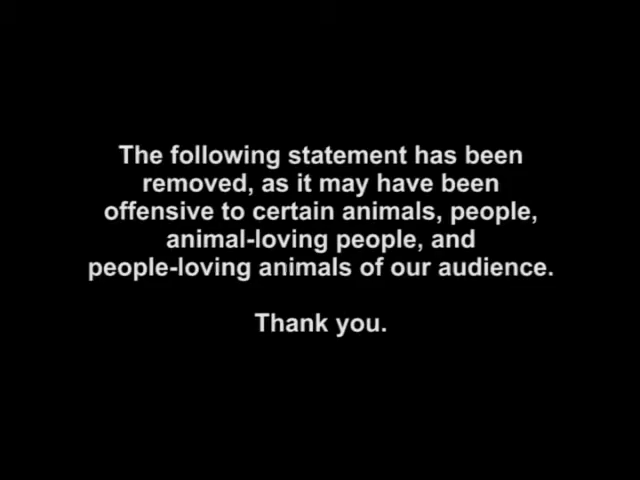 The following statement has been
removed, as it may have been
offensive to certain animals, people,
animal-loving people, and
people-loving animals of our audience.
Thank you.